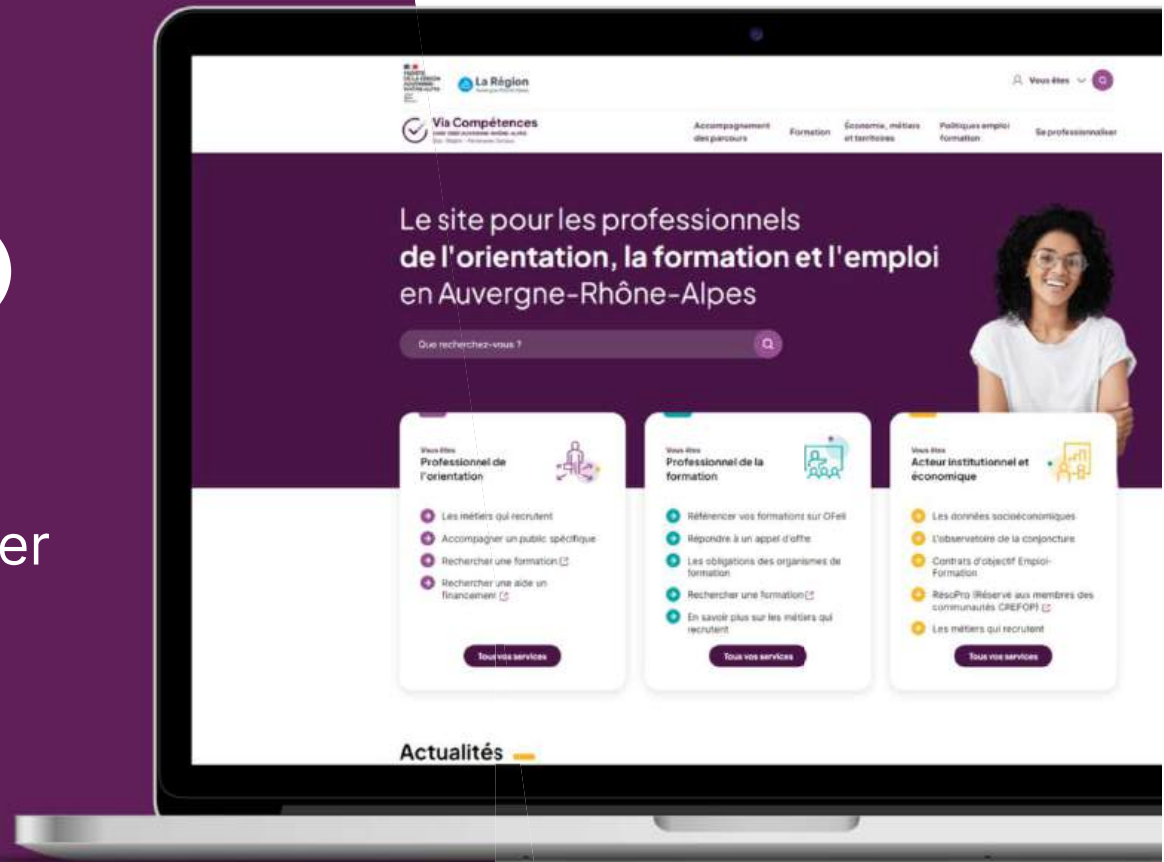 er
La Région
Auvergne-Rhône-Alpes
Vous êtes
Via Compétences
Accompagnement
des parcours
Formation
Économie, métiers
et territoires
Politiques emploi
formation
Se professionnaliser
Le site pour les professionnels
de l'orientation, la formation et l'emploi
en Auvergne-Rhône-Alpes
Que recherchez-vous ?
Vous êtes
Professionnel de
l'orientation
Les métiers qui recrutent
Accompagner un public spécifique
Rechercher une formation
Rechercher une aide un
financement
Tous vos services
Vous êtes
Professionnel de la
formation
Référencer vos formations sur OFeli
Répondre à un appel d'offre
Les obligations des organismes de
formation
Rechercher une formation
En savoir plus sur les métiers qui
recrutent
Tous vos services
Vous êtes
Acteur institutionnel et
économique
Les données socioéconomiques
L'observatoire de la conjoncture
Contrats d'objectif Emploi-
Formation
RésoPro (Réservé aux membres des
communautés CREFOP)
Les métiers qui recrutent
Tous vos services
Actualités